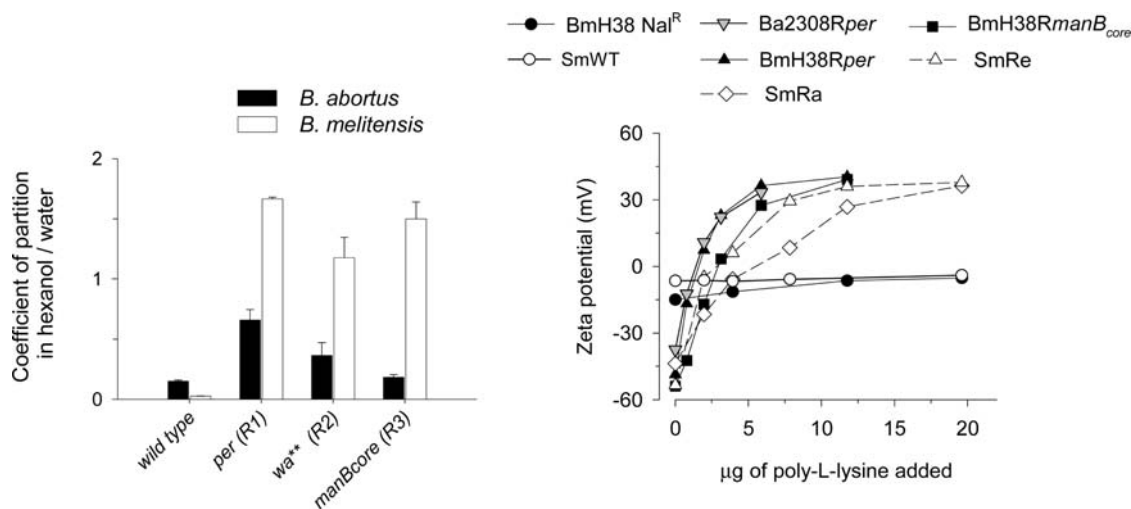 B. abortus
B. melitensis
Coefficient of partition
in hexanol / water
2
1
0
wild type
per (R1)
wa** (R2)
manBcore (R3)
BmH38 Nal^R
Ba2308Rper
BmH38RmanB_core
SmWT
BmH38Rper
SmRe
SmRa
Zeta potential (mV)
60
30
0
-30
-60
0
5
10
15
20
µg of poly-L-lysine added